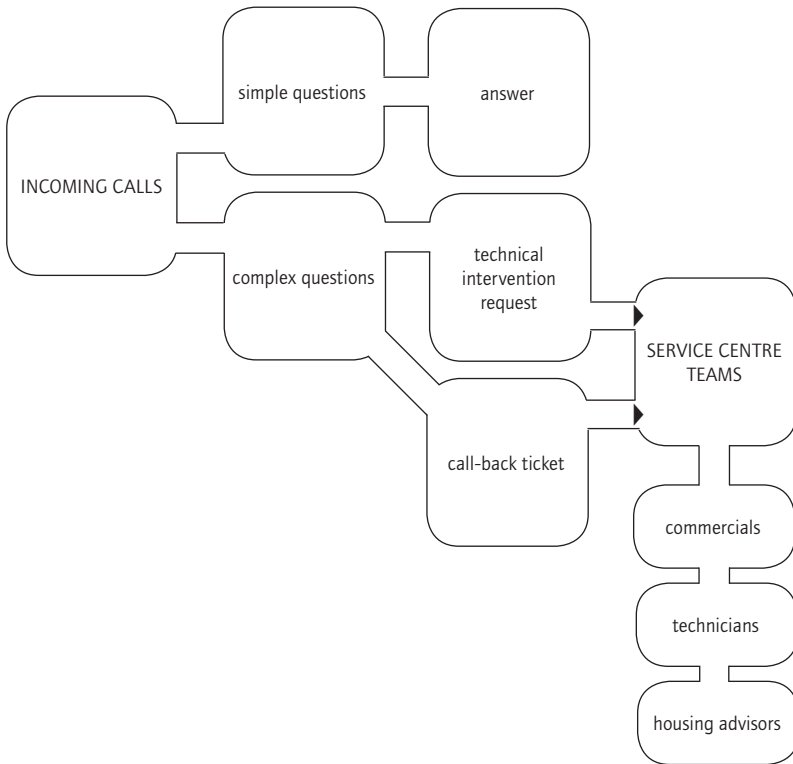 simple questions
answer
INCOMING CALLS
complex questions
technical
intervention
request
SERVICE CENTRE
TEAMS
call-back ticket
commercials
technicians
housing advisors